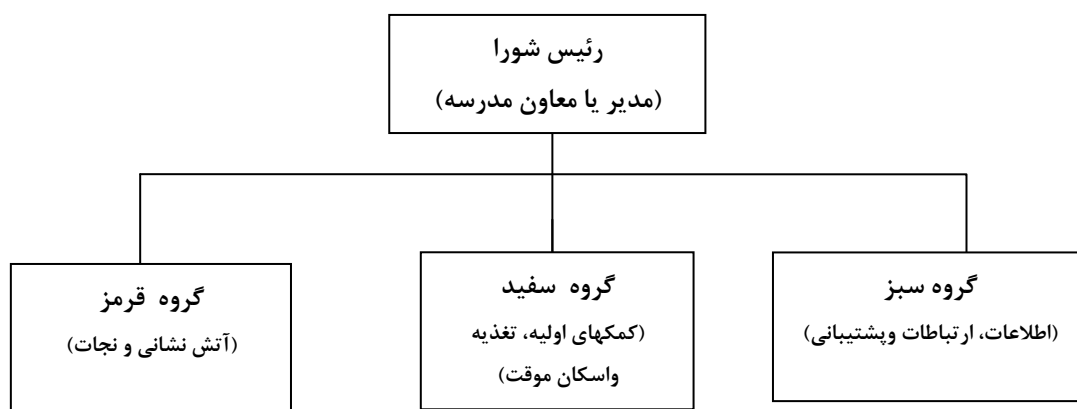 رئیس شورا
(مدیر یا معاون مدرسه)
گروه سبز
(اطلاعات، ارتباطات وپشتیبانی)
گروه سفید
(کمکهای اولیه، تغذیه
واسکان موقت)
گروه قرمز
(آتش نشانی و نجات)